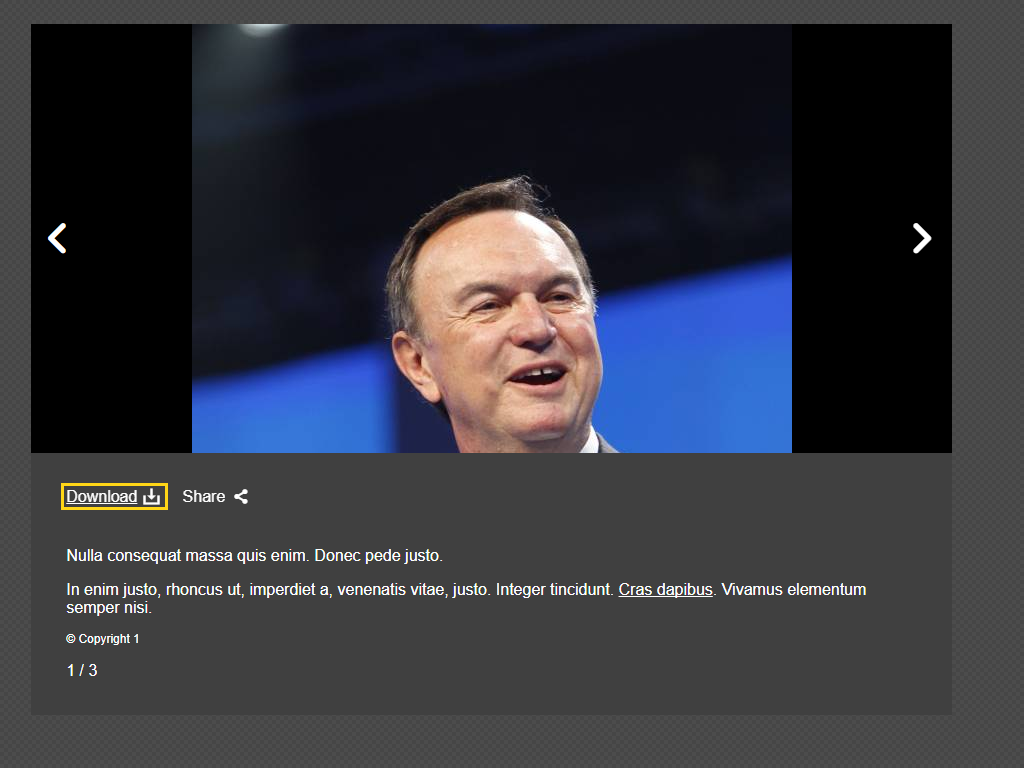 Download Share
Nulla consequat massa quis enim. Donec pede justo.
In enim justo, rhoncus ut, imperdiet a, venenatis vitae, justo. Integer tincidunt. Cras dapibus. Vivamus elementum
semper nisi.
© Copyright 1
1 / 3